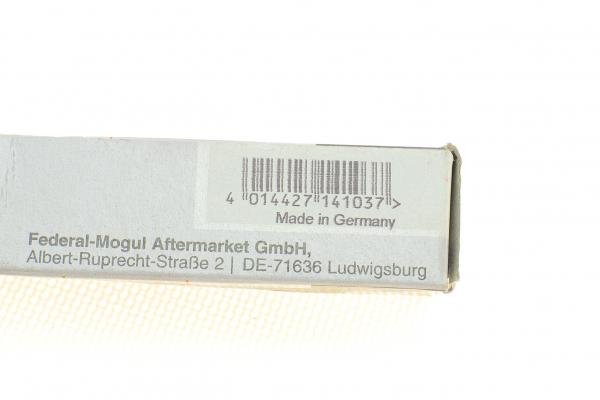 4 014427 141037 >
Made in Germany
Federal-Mogul Aftermarket GmbH,
Albert-Ruprecht-Straße 2 | DE-71636 Ludwigsburg